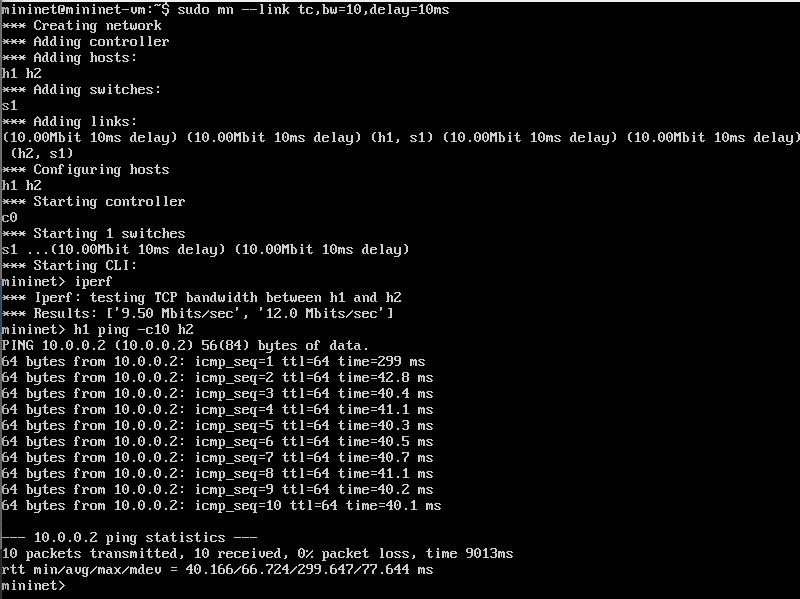 mininet@mininet-vm:~$ sudo mn --link tc,bw=10,delay=10ms
*** Creating network
*** Adding controller
*** Adding hosts:
h1 h2
*** Adding switches:
s1
*** Adding links:
(10.00Mbit 10ms delay) (10.00Mbit 10ms delay) (h1, s1) (10.00Mbit 10ms delay) (10.00Mbit 10ms delay)
 (h2, s1)
*** Configuring hosts
h1 h2
*** Starting controller
c0
*** Starting 1 switches
s1 ...(10.00Mbit 10ms delay) (10.00Mbit 10ms delay)
*** Starting CLI:
mininet> iperf
*** Iperf: testing TCP bandwidth between h1 and h2
*** Results: ['9.50 Mbits/sec', '12.0 Mbits/sec']
mininet> h1 ping -c10 h2
PING 10.0.0.2 (10.0.0.2) 56(84) bytes of data.
64 bytes from 10.0.0.2: icmp_seq=1 ttl=64 time=299 ms
64 bytes from 10.0.0.2: icmp_seq=2 ttl=64 time=42.8 ms
64 bytes from 10.0.0.2: icmp_seq=3 ttl=64 time=40.4 ms
64 bytes from 10.0.0.2: icmp_seq=4 ttl=64 time=41.1 ms
64 bytes from 10.0.0.2: icmp_seq=5 ttl=64 time=40.3 ms
64 bytes from 10.0.0.2: icmp_seq=6 ttl=64 time=40.5 ms
64 bytes from 10.0.0.2: icmp_seq=7 ttl=64 time=40.7 ms
64 bytes from 10.0.0.2: icmp_seq=8 ttl=64 time=41.1 ms
64 bytes from 10.0.0.2: icmp_seq=9 ttl=64 time=40.2 ms
64 bytes from 10.0.0.2: icmp_seq=10 ttl=64 time=40.1 ms

--- 10.0.0.2 ping statistics ---
10 packets transmitted, 10 received, 0% packet loss, time 9013ms
rtt min/avg/max/mdev = 40.166/66.724/299.647/77.644 ms
mininet>